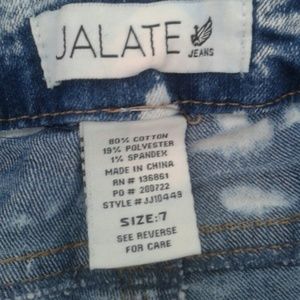 JALATE
JEANS
80% COTTON
19% POLYESTER
1% SPANDEX
MADE IN CHINA
RN # 136861
PO # 200722
STYLE # JJ10449
SIZE:7
SEE REVERSE
FOR CARE